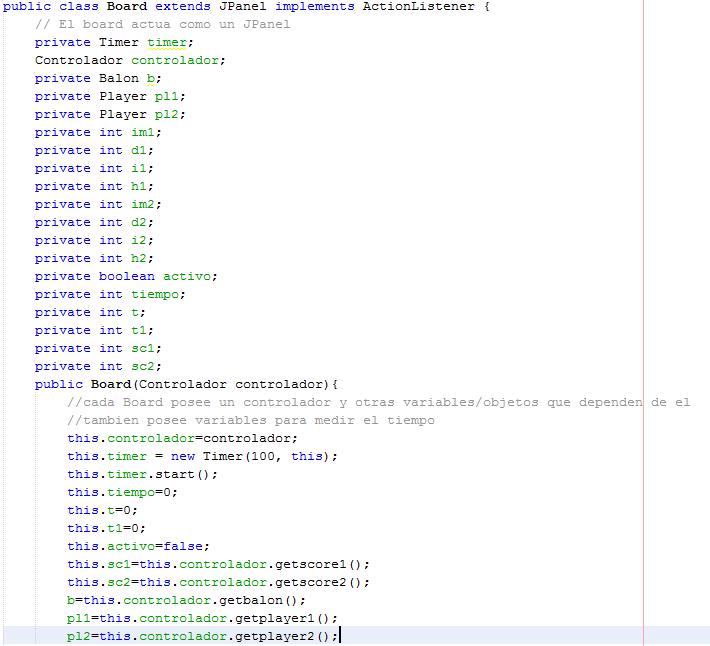 public class Board extends JPanel implements ActionListener {
// El board actua como un JPanel
private Timer timer;
Controlador controlador;
private Balon b;
private Player pl1;
private Player pl2;
private int im1;
private int d1;
private int i1;
private int h1;
private int im2;
private int d2;
private int i2;
private int h2;
private boolean activo;
private int tiempo;
private int t;
private int t1;
private int sc1;
private int sc2;
public Board(Controlador controlador){
//cada Board posee un controlador y otras variables/objetos que dependen de el
//tambien posee variables para medir el tiempo
this.controlador=controlador;
this.timer = new Timer(100, this);
this.timer.start();
this.tiempo=0;
this.t=0;
this.t1=0;
this.activo=false;
this.sc1=this.controlador.getscore1();
this.sc2=this.controlador.getscore2();
b=this.controlador.getbalon();
pl1=this.controlador.getplayer1();
pl2=this.controlador.getplayer2();